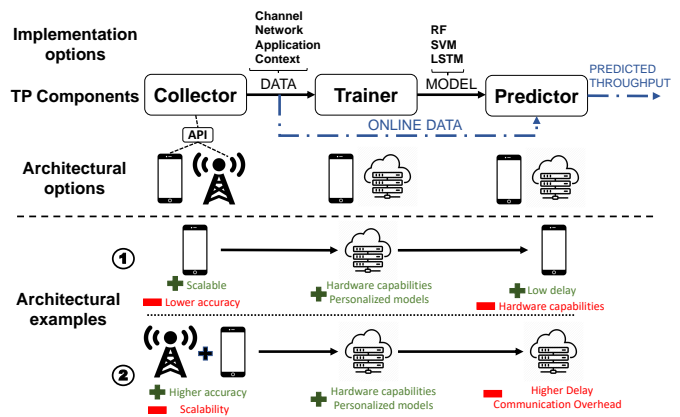 Implementation
options
Channel
Network
Application
Context
RF
SVM
LSTM
TP Components
Collector
DATA
Trainer
MODEL
Predictor
PREDICTED
THROUGHPUT
ONLINE DATA
API
Architectural
options
Architectural
examples
1
Scalable
Lower accuracy
Hardware capabilities
Personalized models
Low delay
Hardware capabilities
2
Higher accuracy
Scalability
Hardware capabilities
Personalized models
Higher Delay
Communication Overhead